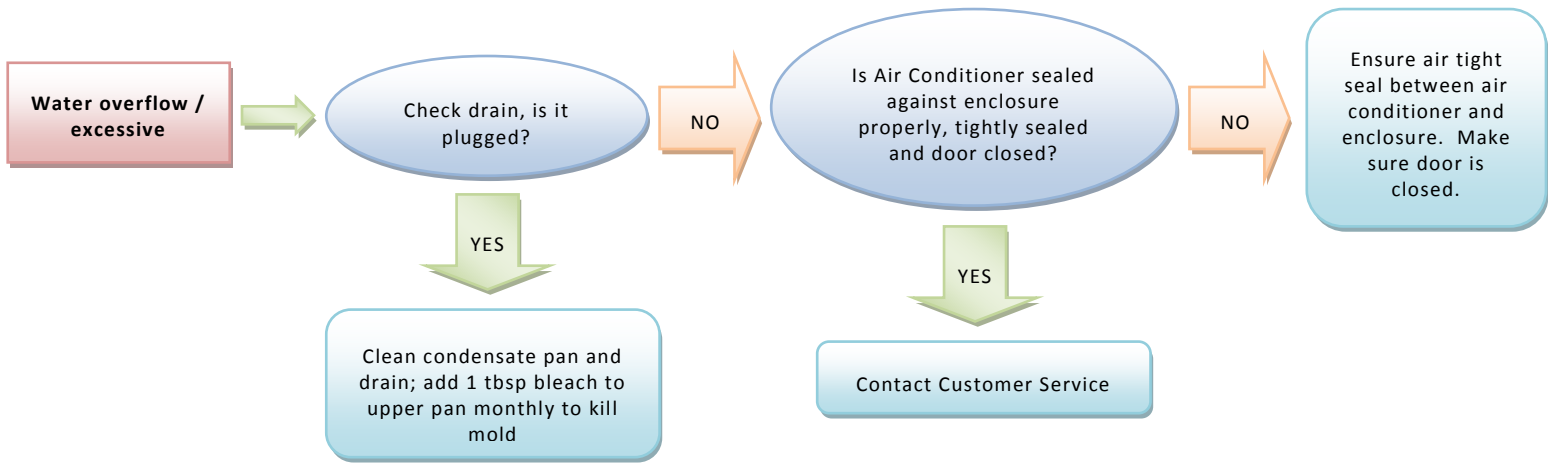 Water overflow /
excessive
Check drain, is it
plugged?
NO
Is Air Conditioner sealed
against enclosure
properly, tightly sealed
and door closed?
NO
Ensure air tight
seal between air
conditioner and
enclosure. Make
sure door is
closed.
YES
Clean condensate pan and
drain; add 1 tbsp bleach to
upper pan monthly to kill
mold
YES
Contact Customer Service